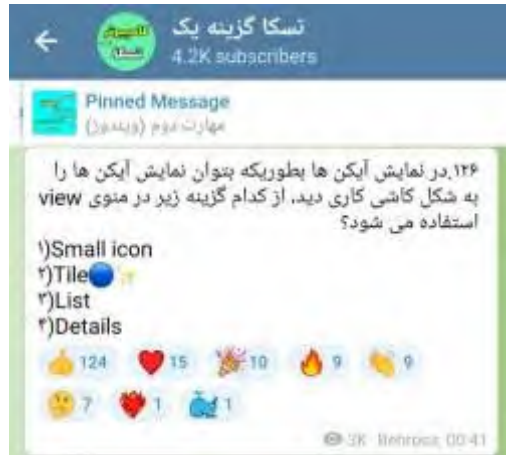 تسکا گزینه یک
4.2K subscribers
Pinned Message
مهارت دوم (ویندوز)
۱۲۶.در نمایش آیکن ها بطوریکه بتوان نمایش آیکن ها را
به شکل کاشی کاری دید، از کدام گزینه زیر در منوی view
استفاده می شود؟
۱)Small icon
۲)Tile🔵✨
۳)List
۴)Details
👍 124 ❤ 15 🎉 10 🔥 9 👏 9
🤔 7 ❤‍🔥 1 🐳 1
3K 00:41